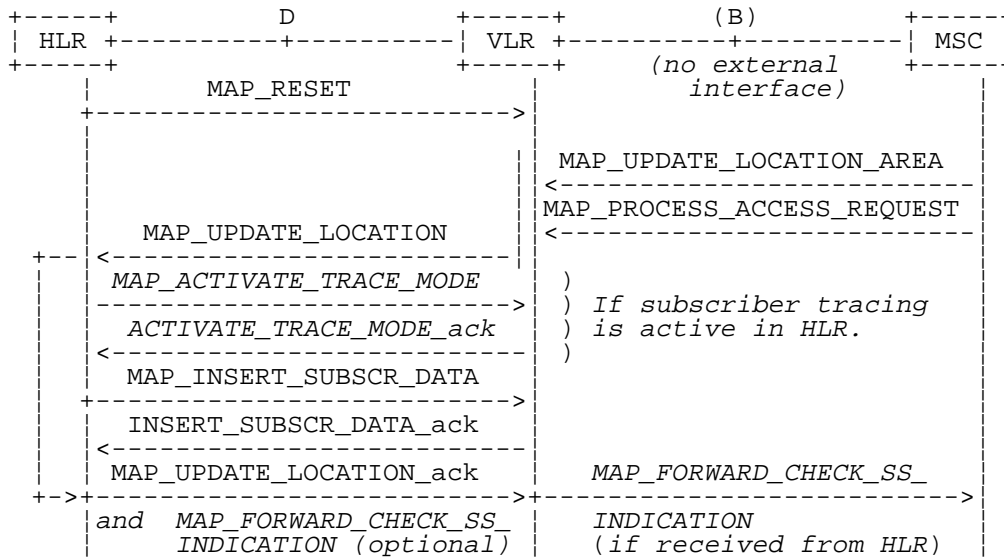 D (B)
HLR VLR MSC
(no external
MAP_RESET interface)
MAP_UPDATE_LOCATION_AREA
MAP_PROCESS_ACCESS_REQUEST
MAP_UPDATE_LOCATION
MAP_ACTIVATE_TRACE_MODE )
) If subscriber tracing
ACTIVATE_TRACE_MODE_ack ) is active in HLR.
)
MAP_INSERT_SUBSCR_DATA
INSERT_SUBSCR_DATA_ack
MAP_UPDATE_LOCATION_ack MAP_FORWARD_CHECK_SS_
and MAP_FORWARD_CHECK_SS_ INDICATION
INDICATION (optional) (if received from HLR)